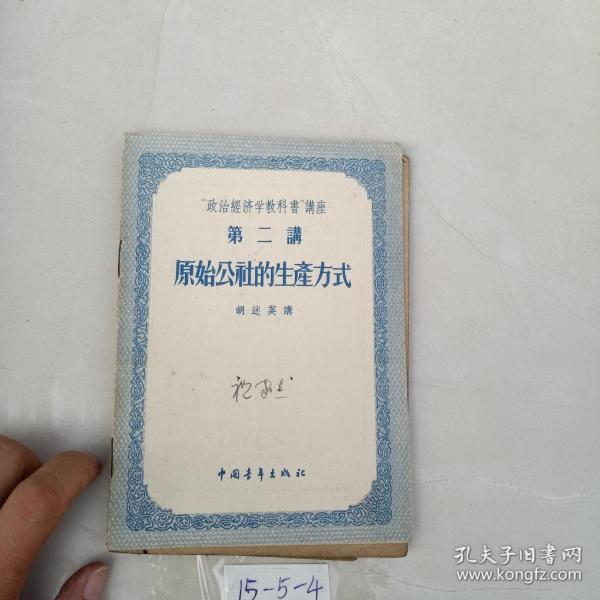 "政治經济学教科書"講座
第二講
原始公社的生產方式
胡述英講
中国青年出版社
15-5-4
孔夫子旧書网
www.kongfz.com